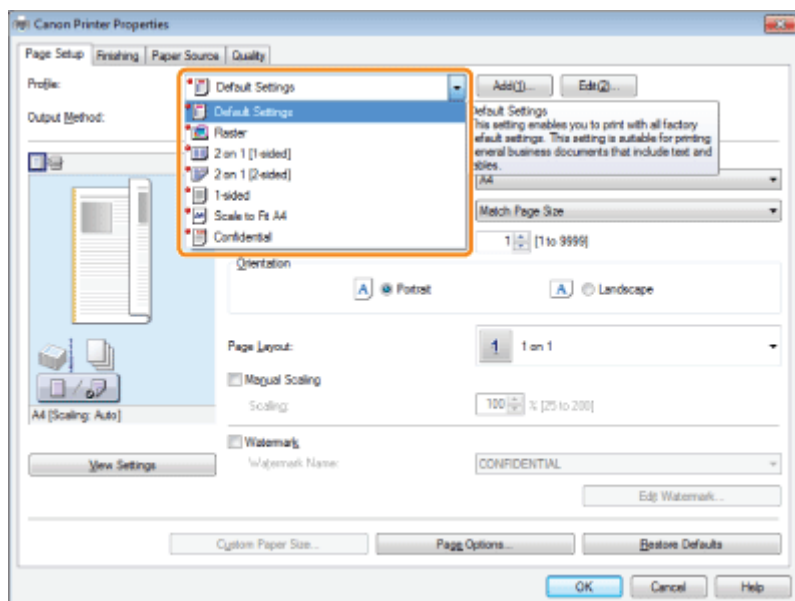 Canon Printer Properties
Page Setup Finishing Paper Source Quality
Profile: Default Settings Add(1)... Edit(2)...
Output Method:
Default Settings
Raster
2 on 1 [1-sided]
2 on 1 [2-sided]
1-sided
Scale to Fit A4
Confidential
Default Settings
This setting enables you to print with all factory
default settings. This setting is suitable for printing
general business documents that include text and
tables.
A4
Match Page Size
1 [1 to 9999]
Orientation
A Portrait A Landscape
Page Layout: 1 1 on 1
Manual Scaling
Scaling: 100 % [25 to 200]
A4 [Scaling: Auto]
Watermark
View Settings Watermark Name: CONFIDENTIAL
Edit Watermark...
Custom Paper Size... Page Options... Restore Defaults
OK Cancel Help